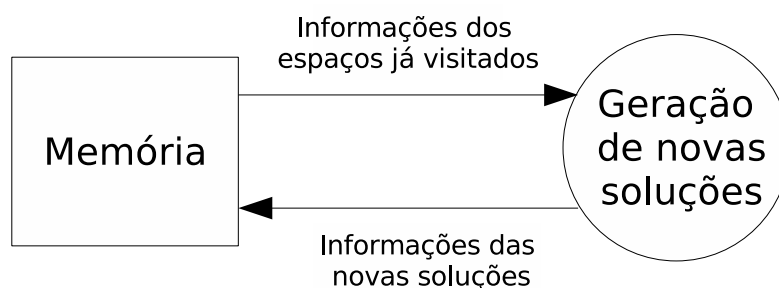 Informações dos
espaços já visitados
Memória
Geração
de novas
soluções
Informações das
novas soluções